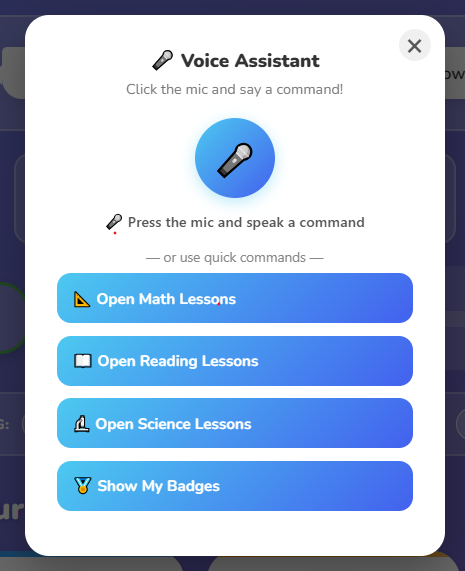 Voice Assistant
Click the mic and say a command!
Press the mic and speak a command
— or use quick commands —
Open Math Lessons
Open Reading Lessons
Open Science Lessons
Show My Badges